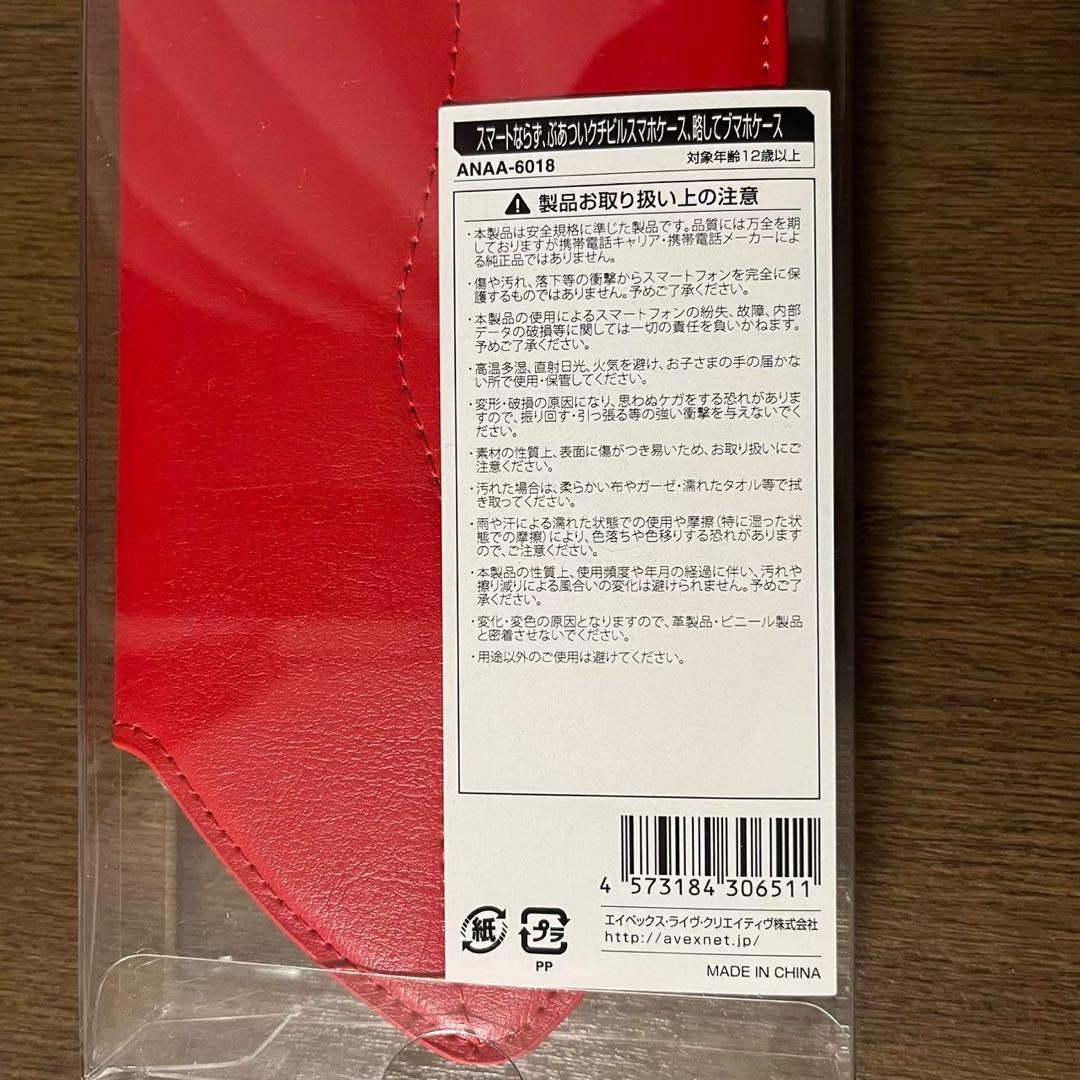 スマートならず、ぶあついクチビルスマホケース、略してブマホケース
ANAA-6018
対象年齢12歳以上
製品お取り扱い上の注意
・本製品は安全規格に準じた製品です。品質には万全を期
しておりますが携帯電話キャリア・携帯電話メーカーによ
る純正品ではありません。
・傷や汚れ、落下等の衝撃からスマートフォンを完全に保
護するものではありません。予めご了承ください。
・本製品の使用によるスマートフォンの紛失、故障、内部
データの破損等に関しては一切の責任を負いかねます。
予めご了承ください。
・高温多湿、直射日光、火気を避け、お子さまの手の届かな
い所で使用・保管してください。
・変形・破損の原因になり、思わぬケガをする恐れがありま
すので、振り回す・引っ張る等の強い衝撃を与えないでく
ださい。
・素材の性質上、表面に傷がつき易いため、お取り扱いにご
注意ください。
・汚れた場合は、柔らかい布やガーゼ・濡れたタオル等で拭
き取ってください。
・雨や汗による濡れた状態での使用や摩擦(特に湿った状
態での摩擦)により、色落ちや色移りする恐れがあります
ので、ご注意ください。
・本製品の性質上、使用頻度や年月の経過に伴い、汚れや
擦り減りによる風合いの変化は避けられません。予めご了
承ください。
・変化・変色の原因となりますので、革製品・ビニール製品
と密着させないでください。
・用途以外のご使用は避けてください。
4 573184 306511
紙
プラ
PP
エイベックス・ライヴ・クリエイティヴ株式会社
http://avexnet.jp/
MADE IN CHINA